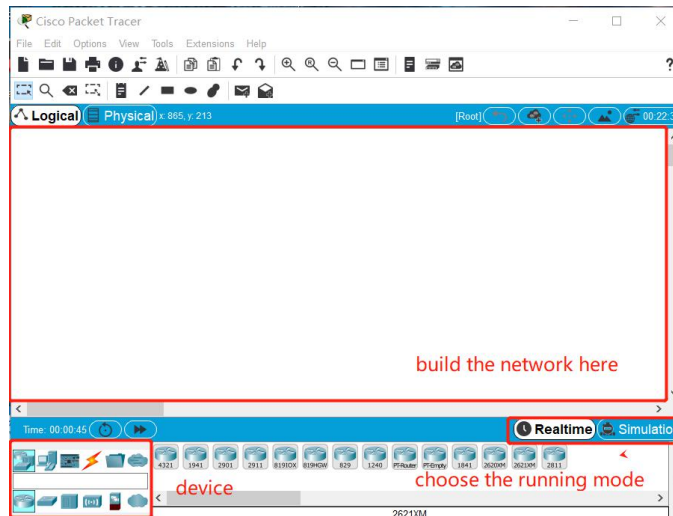 Cisco Packet Tracer
File Edit Options View Tools Extensions Help
?
Logical Physical x: 865, y: 213 [Root] 00:22:3
build the network here
Time: 00:00:45 Realtime Simulatio
4321 1941 2901 2911 819IOX 819HGW 829 1240 PT-Router PT-Empty 1841 2620XM 2621XM 2811
device
choose the running mode
2621XM